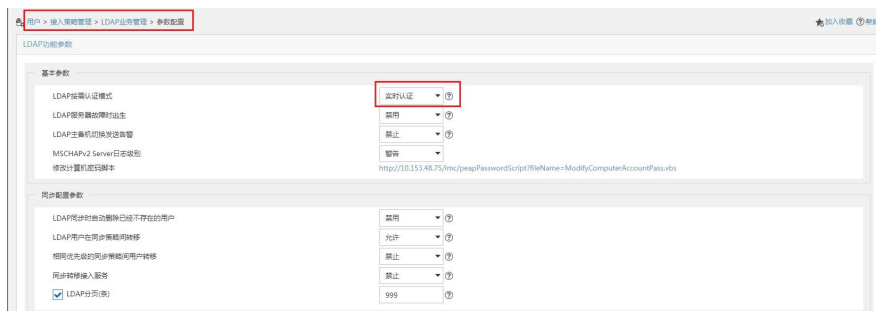 用户 > 接入策略管理 > LDAP业务管理 > 参数配置 加入收藏 帮助
LDAP功能参数
基本参数
LDAP按需认证模式 实时认证
LDAP服务器故障时逃生 禁用
LDAP主备机切换发送告警 禁止
MSCHAPv2 Server日志级别 警告
修改计算机密码脚本 http://10.153.48.75/imc/peapPasswordScript?fileName=ModifyComputerAccountPass.vbs
同步配置参数
LDAP同步时自动删除已经不存在的用户 禁用
LDAP用户在同步策略间转移 允许
相同优先级的同步策略间用户转移 禁止
同步转移接入服务 禁止
LDAP分页(条) 999